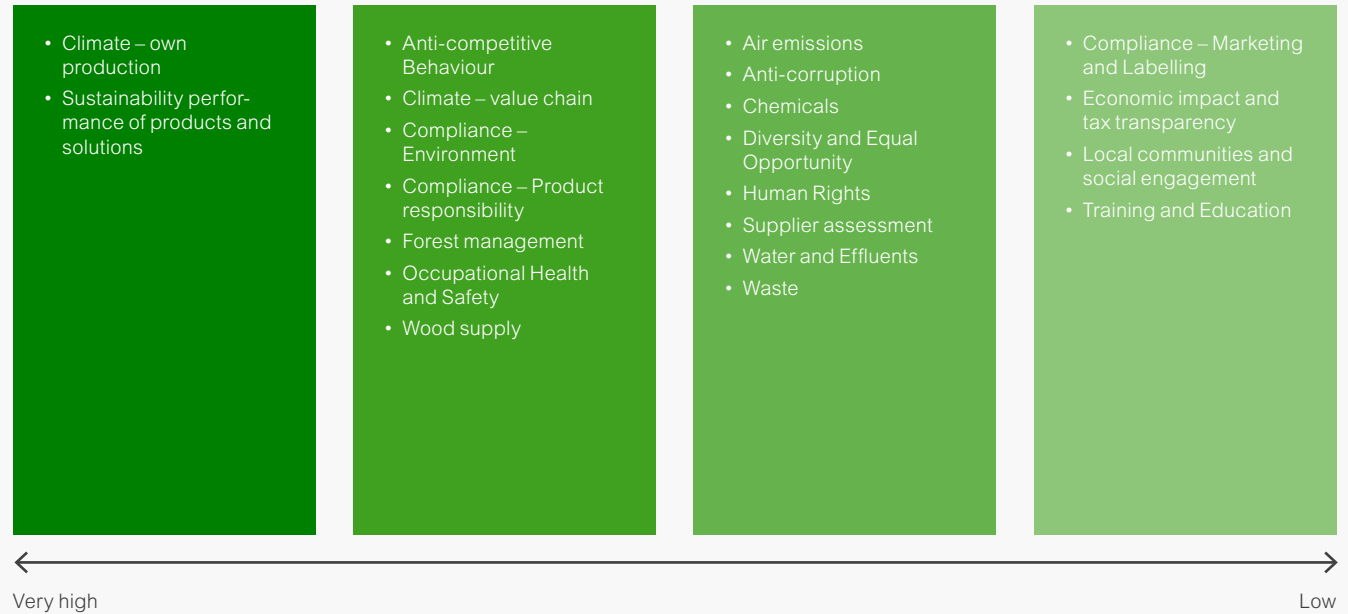 • Climate – own
production
• Sustainability perfor-
mance of products and
solutions
• Anti-competitive
Behaviour
• Climate – value chain
• Compliance –
Environment
• Compliance – Product
responsibility
• Forest management
• Occupational Health
and Safety
• Wood supply
• Air emissions
• Anti-corruption
• Chemicals
• Diversity and Equal
Opportunity
• Human Rights
• Supplier assessment
• Water and Effluents
• Waste
• Compliance – Marketing
and Labelling
• Economic impact and
tax transparency
• Local communities and
social engagement
• Training and Education
Very high
Low